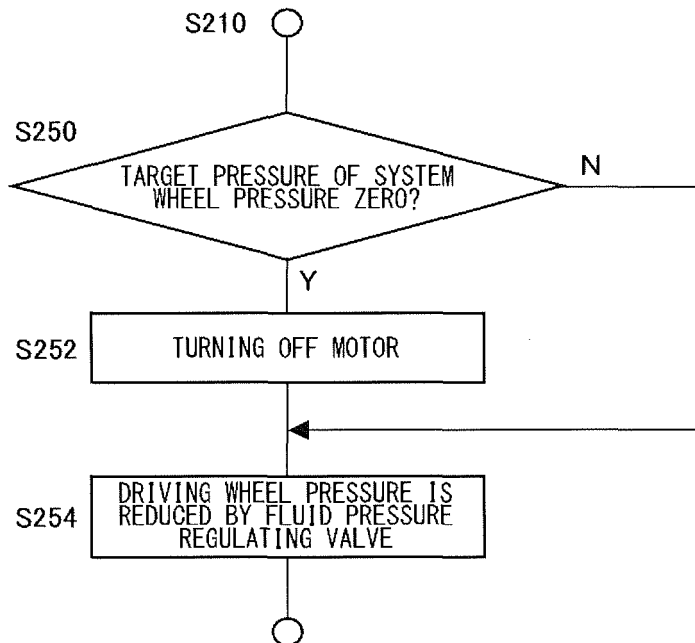 S210
S250
TARGET PRESSURE OF SYSTEM
WHEEL PRESSURE ZERO?
N
Y
S252
TURNING OFF MOTOR
S254
DRIVING WHEEL PRESSURE IS
REDUCED BY FLUID PRESSURE
REGULATING VALVE